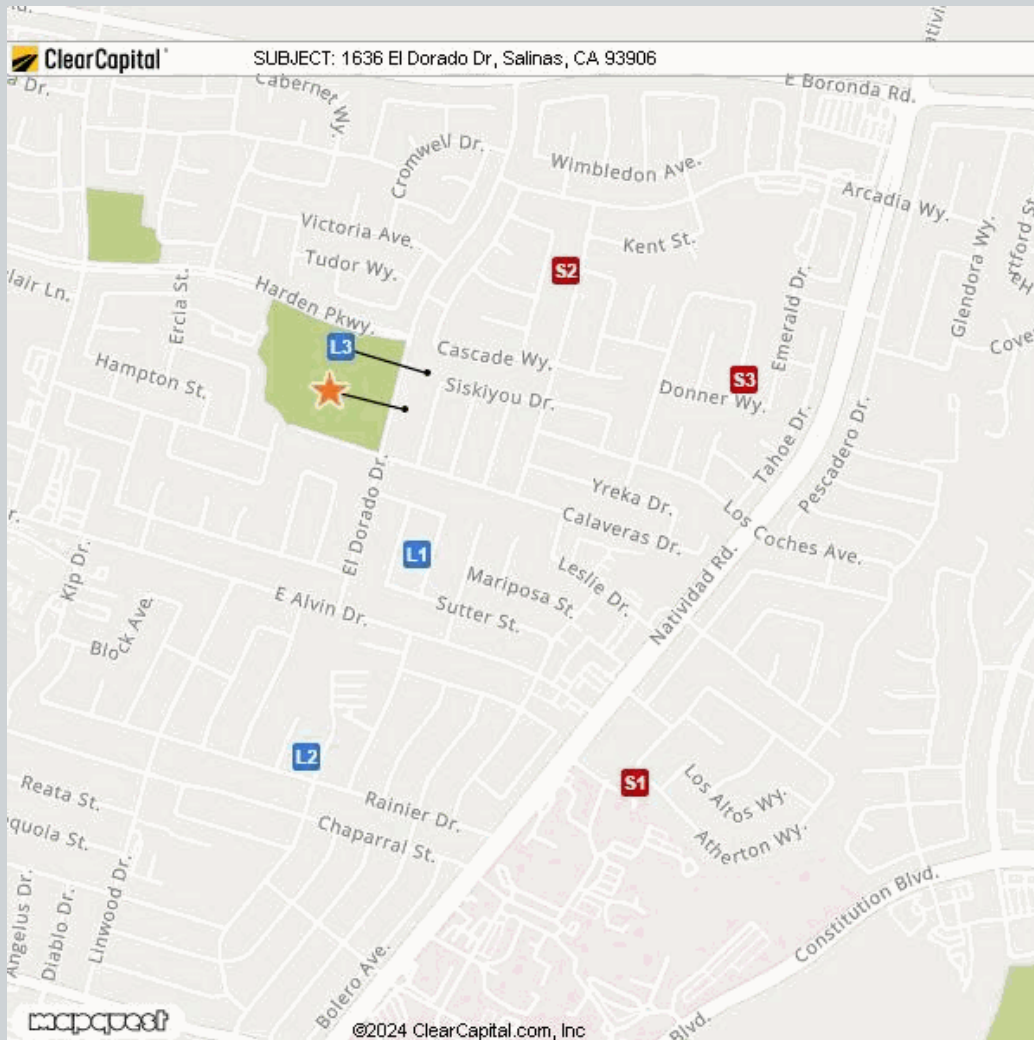 ClearCapital
SUBJECT: 1636 El Dorado Dr, Salinas, CA 93906
E Boronda Rd.
Cabernet Wy.
Cromwell Dr.
Wimbledon Ave.
Arcadia Wy.
Victoria Ave.
Kent St.
Tudor Wy.
S2
Glendora Wy.
Ercia St.
Emerald Dr.
Harden Pkwy.
L3
Cascade Wy.
Hampton St.
Siskiyou Dr.
S3
Donner Wy.
Tahoe Dr.
Pescadero Dr.
El Dorado Dr.
Yreka Dr.
Calaveras Dr.
Los Coches Ave.
L1
Kip Dr.
Mariposa St.
Leslie Dr.
E Alvin Dr.
Sutter St.
Natividad Rd.
Block Ave.
L2
S1
Reata St.
Rainier Dr.
Los Altos Wy.
Chaparral St.
Atherton Wy.
Linwood Dr.
Angelus Dr.
Diablo Dr.
Constitution Blvd.
Bolero Ave.
mapquest
©2024 ClearCapital.com, Inc
Blvd.